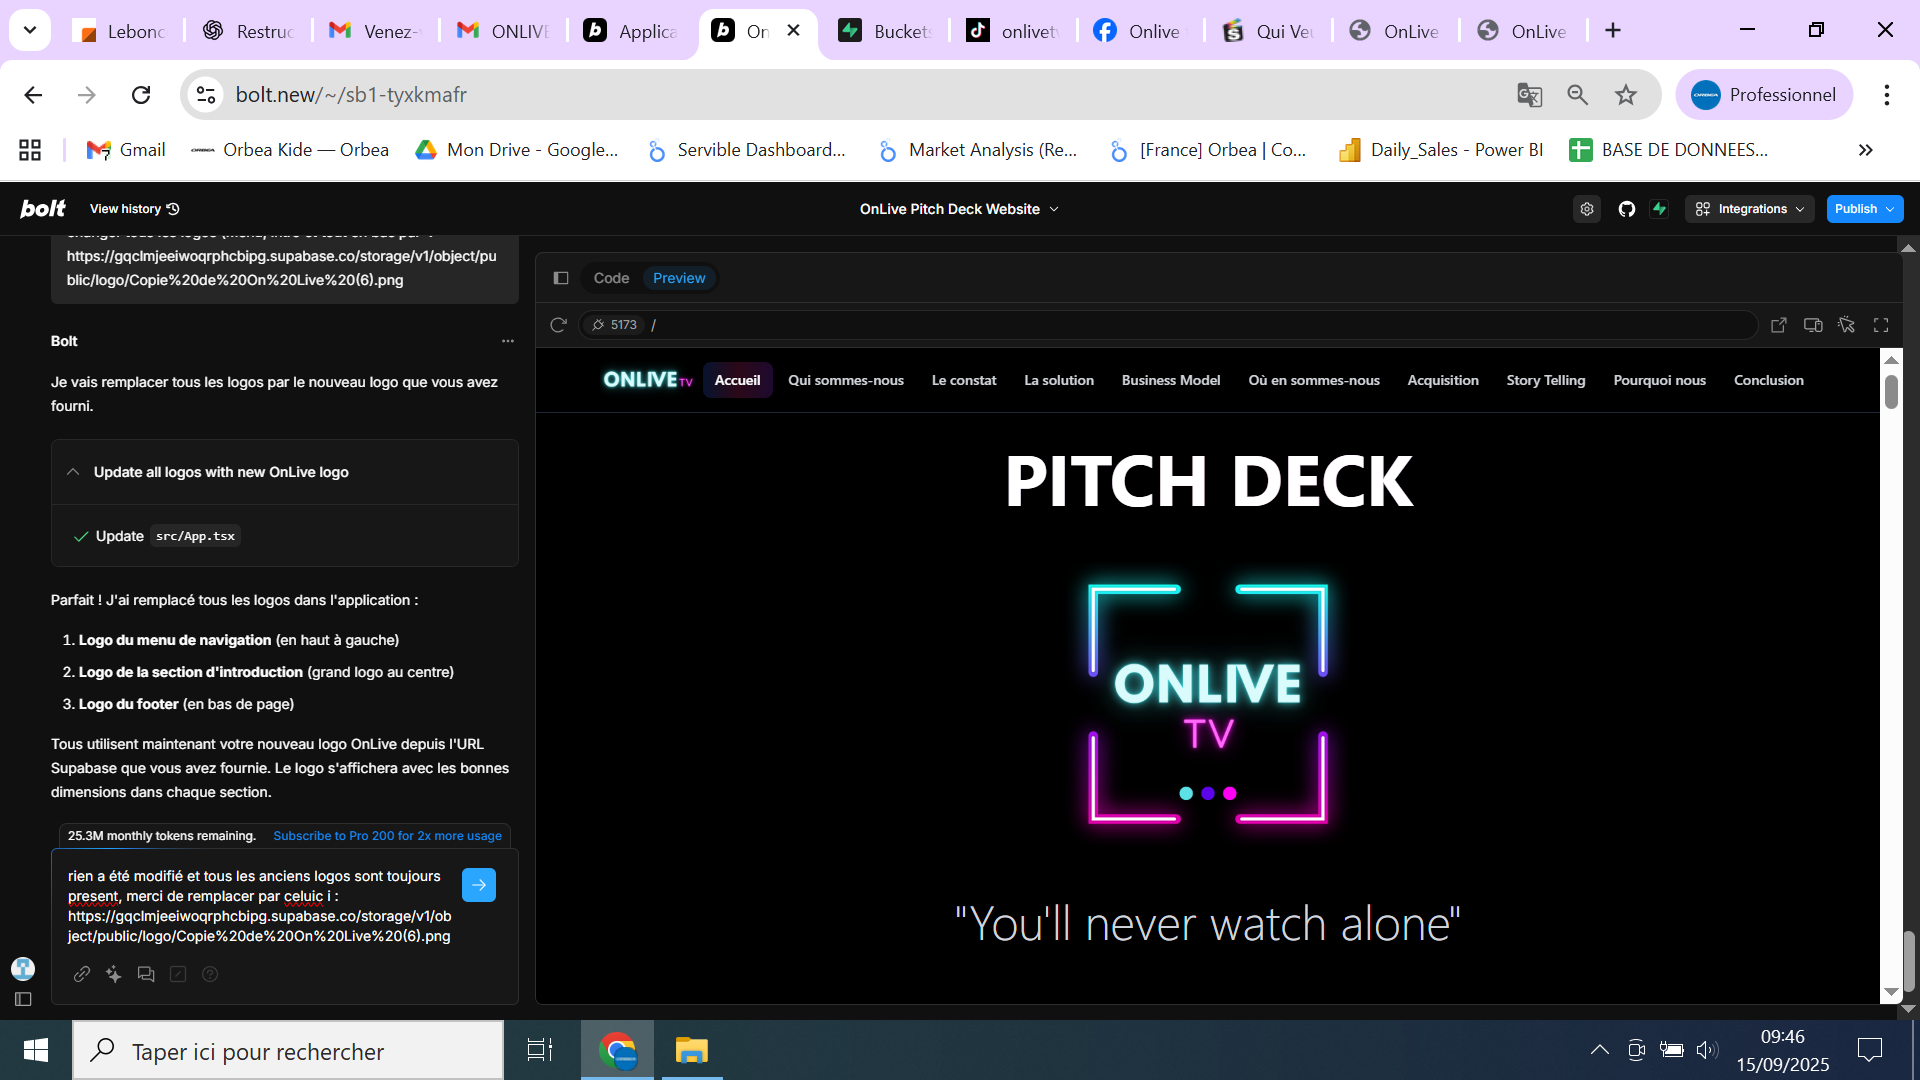 Lebonc
Restruc
Venez-v
ONLIVE
Applica
On
Buckets
onlivetv
Onlive
Qui Veu
OnLive
OnLive
bolt.new/~/sb1-tyxkmafr
Professionnel
Gmail
Orbea Kide — Orbea
Mon Drive - Google...
Servible Dashboard...
Market Analysis (Re...
[France] Orbea | Co...
Daily_Sales - Power BI
BASE DE DONNEES...
bolt
View history
OnLive Pitch Deck Website
Integrations
Publish
https://gqclmjeeiwoqrphcbipg.supabase.co/storage/v1/object/pu
blic/logo/Copie%20de%20On%20Live%20(6).png
Bolt
Je vais remplacer tous les logos par le nouveau logo que vous avez
fourni.
Update all logos with new OnLive logo
Update src/App.tsx
Parfait ! J'ai remplacé tous les logos dans l'application :
1. Logo du menu de navigation (en haut à gauche)
2. Logo de la section d'introduction (grand logo au centre)
3. Logo du footer (en bas de page)
Tous utilisent maintenant votre nouveau logo OnLive depuis l'URL
Supabase que vous avez fournie. Le logo s'affichera avec les bonnes
dimensions dans chaque section.
25.3M monthly tokens remaining. Subscribe to Pro 200 for 2x more usage
rien a été modifié et tous les anciens logos sont toujours
present, merci de remplacer par celuic i :
https://gqclmjeeiwoqrphcbipg.supabase.co/storage/v1/ob
ject/public/logo/Copie%20de%20On%20Live%20(6).png
Code
Preview
5173
/
ONLIVE TV
Accueil
Qui sommes-nous
Le constat
La solution
Business Model
Où en sommes-nous
Acquisition
Story Telling
Pourquoi nous
Conclusion
PITCH DECK
ONLIVE
TV
"You'll never watch alone"
Taper ici pour rechercher
09:46
15/09/2025